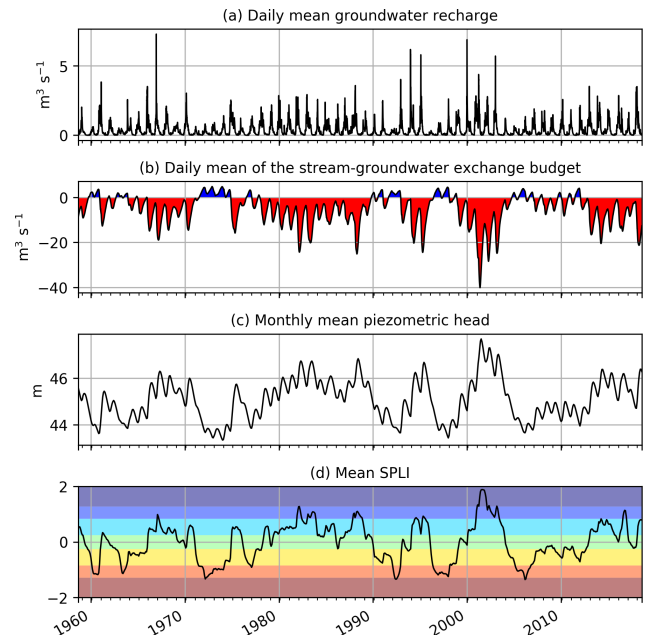 (a) Daily mean groundwater recharge
5
0
m³ s⁻¹
(b) Daily mean of the stream-groundwater exchange budget
0
−20
−40
m³ s⁻¹
(c) Monthly mean piezometric head
46
44
m
(d) Mean SPLI
2
0
−2
1960 1970 1980 1990 2000 2010